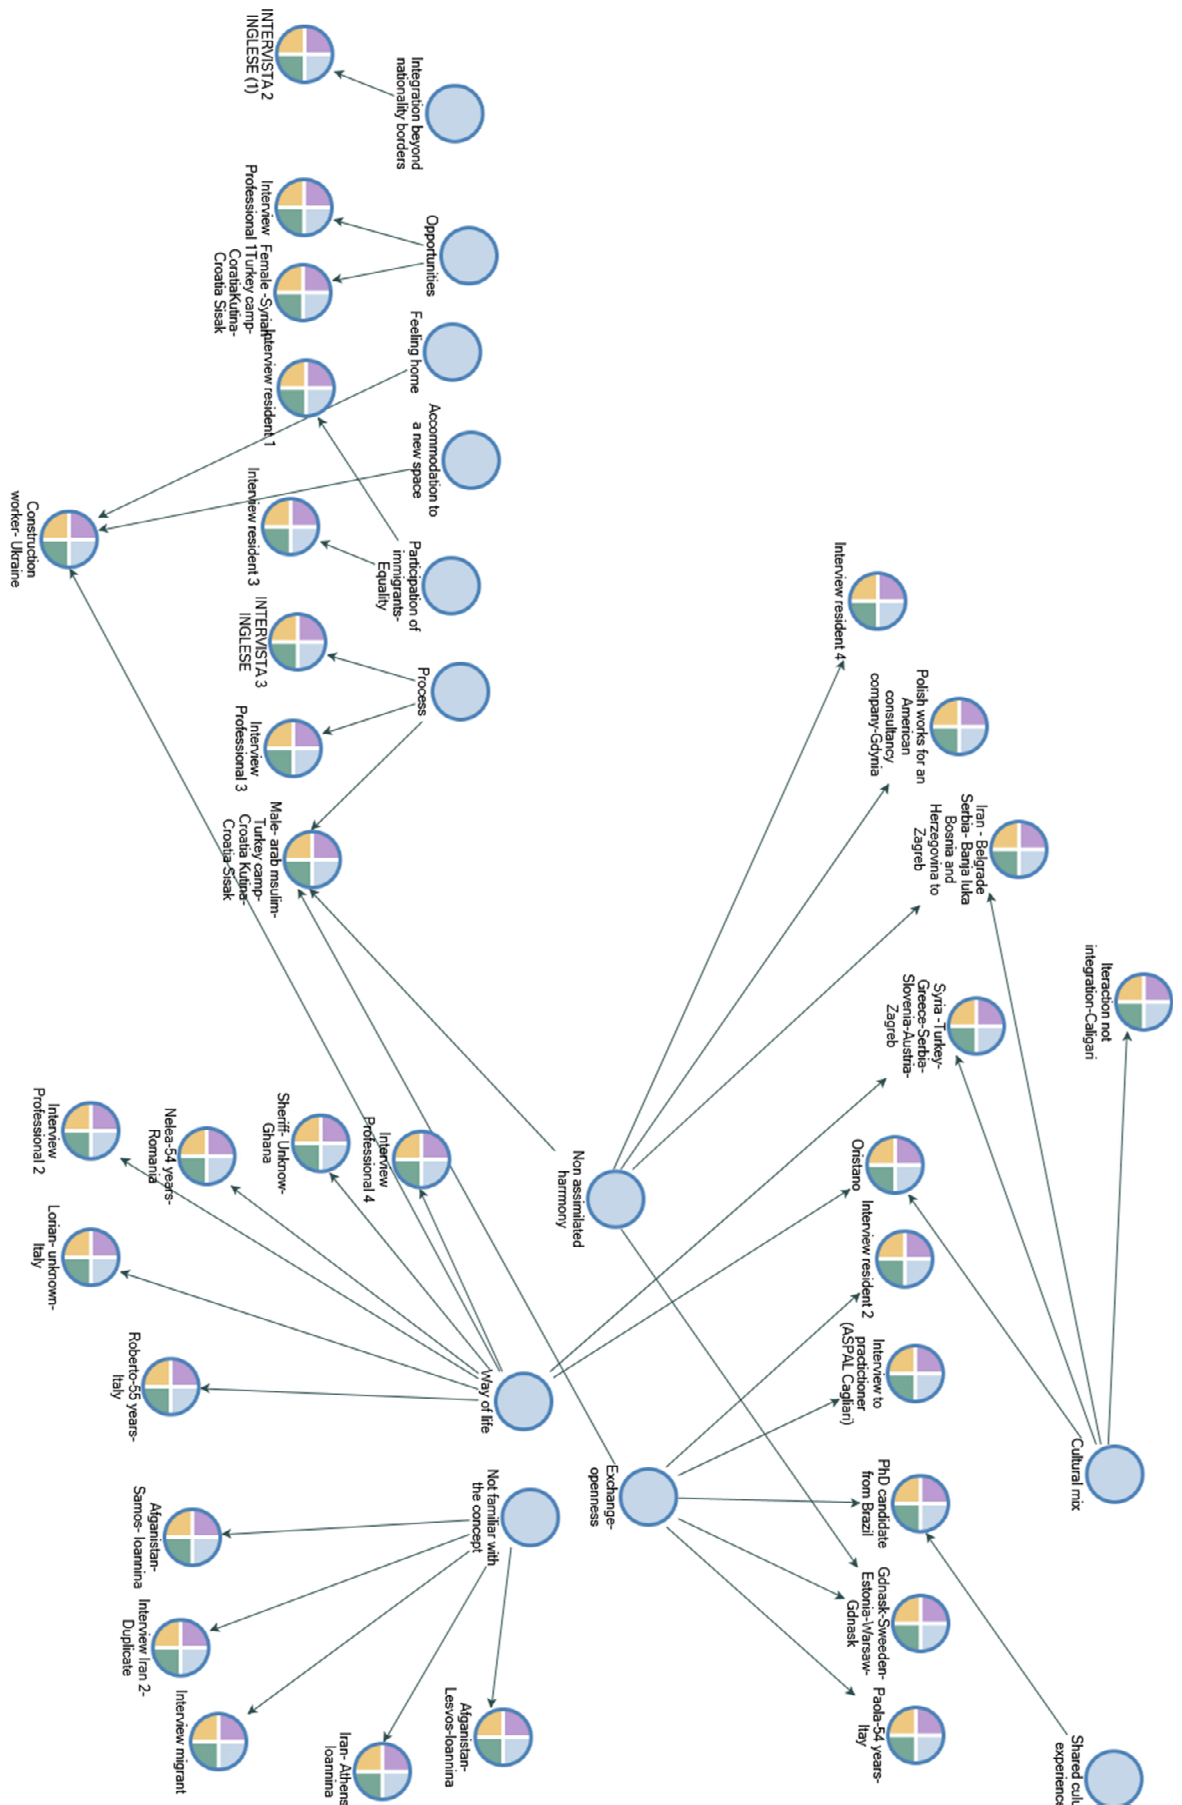 INTERVISTA 2
INGLESE (1)
Integration beyond
nationality borders
Interview
Professional 1
Opportunities
Female -Syrian-
Turkey camp-
CoratiaKutina-
Croatia Sisak
Feeling home
Interview resident 1
Accommodation to
a new space
Interview resident 3
Construction
worker- Ukraine
Participation of
immigrants-
Equality
INTERVISTA 3
INGLESE
Process
Interview
Professional 3
Male- arab msulim-
Turkey camp-
Croatia Kutina-
Croatia-Sisak
Interview resident 4
Polish works for an
American
consultancy
company-Gdynia
Iran - Belgrade
Serbia- Banja luka
Bosnia and
Herzegovina to
Zagreb
Iteraction not
integration-Caligari
Syria -Turkey-
Greece-Serbia-
Slovenia-Austria-
Zagreb
Non assimilated
harmony
Oristano
Interview resident 2
Interview to
practictioner
(ASPAL Cagliari)
Cultural mix
PhD candidate
from Brazil
Exchange-
openness
Gdnask-Sweeden-
Estonia-Warsaw-
Gdnask
Paola-54 years-
Itay
Shared
experience
Interview
Professional 4
Sheriff- Unknow-
Ghana
Nelea-54 years-
Romania
Interview
Professional 2
Lorian- unknown-
Italy
Roberto-55 years-
Italy
Way of life
Not familiar with
the concept
Afganistan-
Samos- Ioannina
Interview Iran 2-
Duplicate
Interview migrant
Iran- Athens
Ioannina
Afganistan-
Lesvos-Ioannina